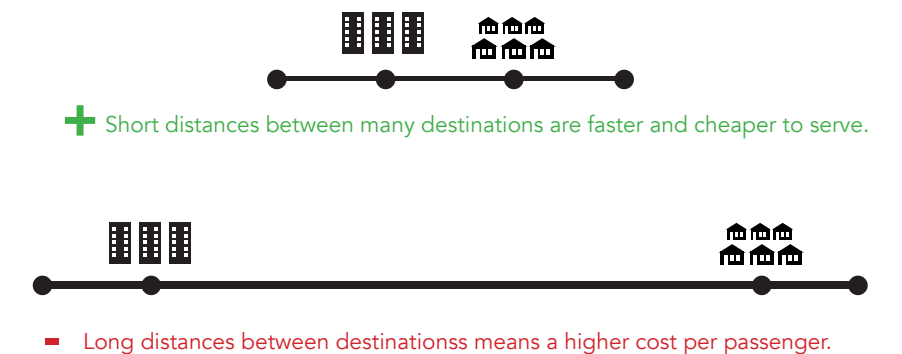 + Short distances between many destinations are faster and cheaper to serve.
- Long distances between destinationss means a higher cost per passenger.